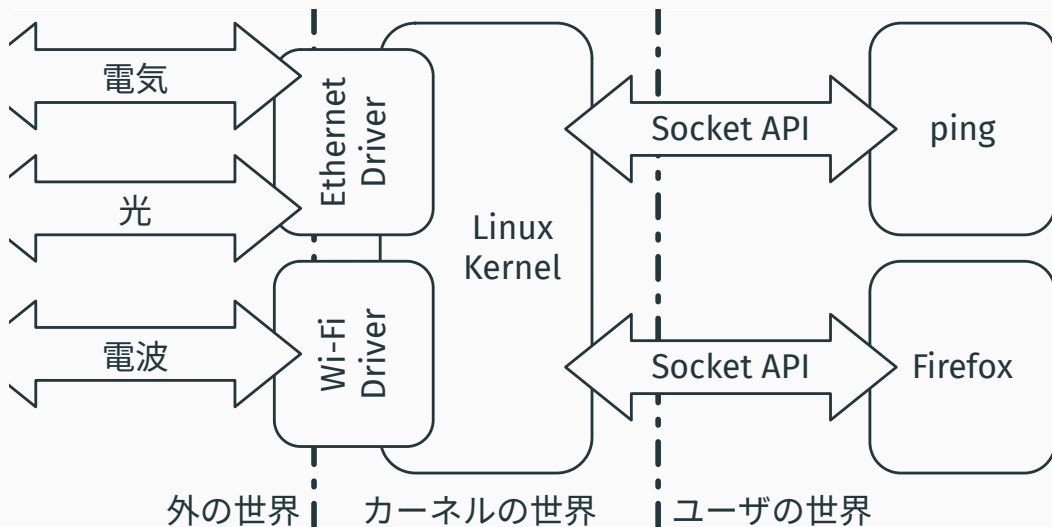 電気
光
電波
Ethernet
Driver
Wi-Fi
Driver
Linux
Kernel
Socket API
Socket API
ping
Firefox
外の世界
カーネルの世界
ユーザの世界